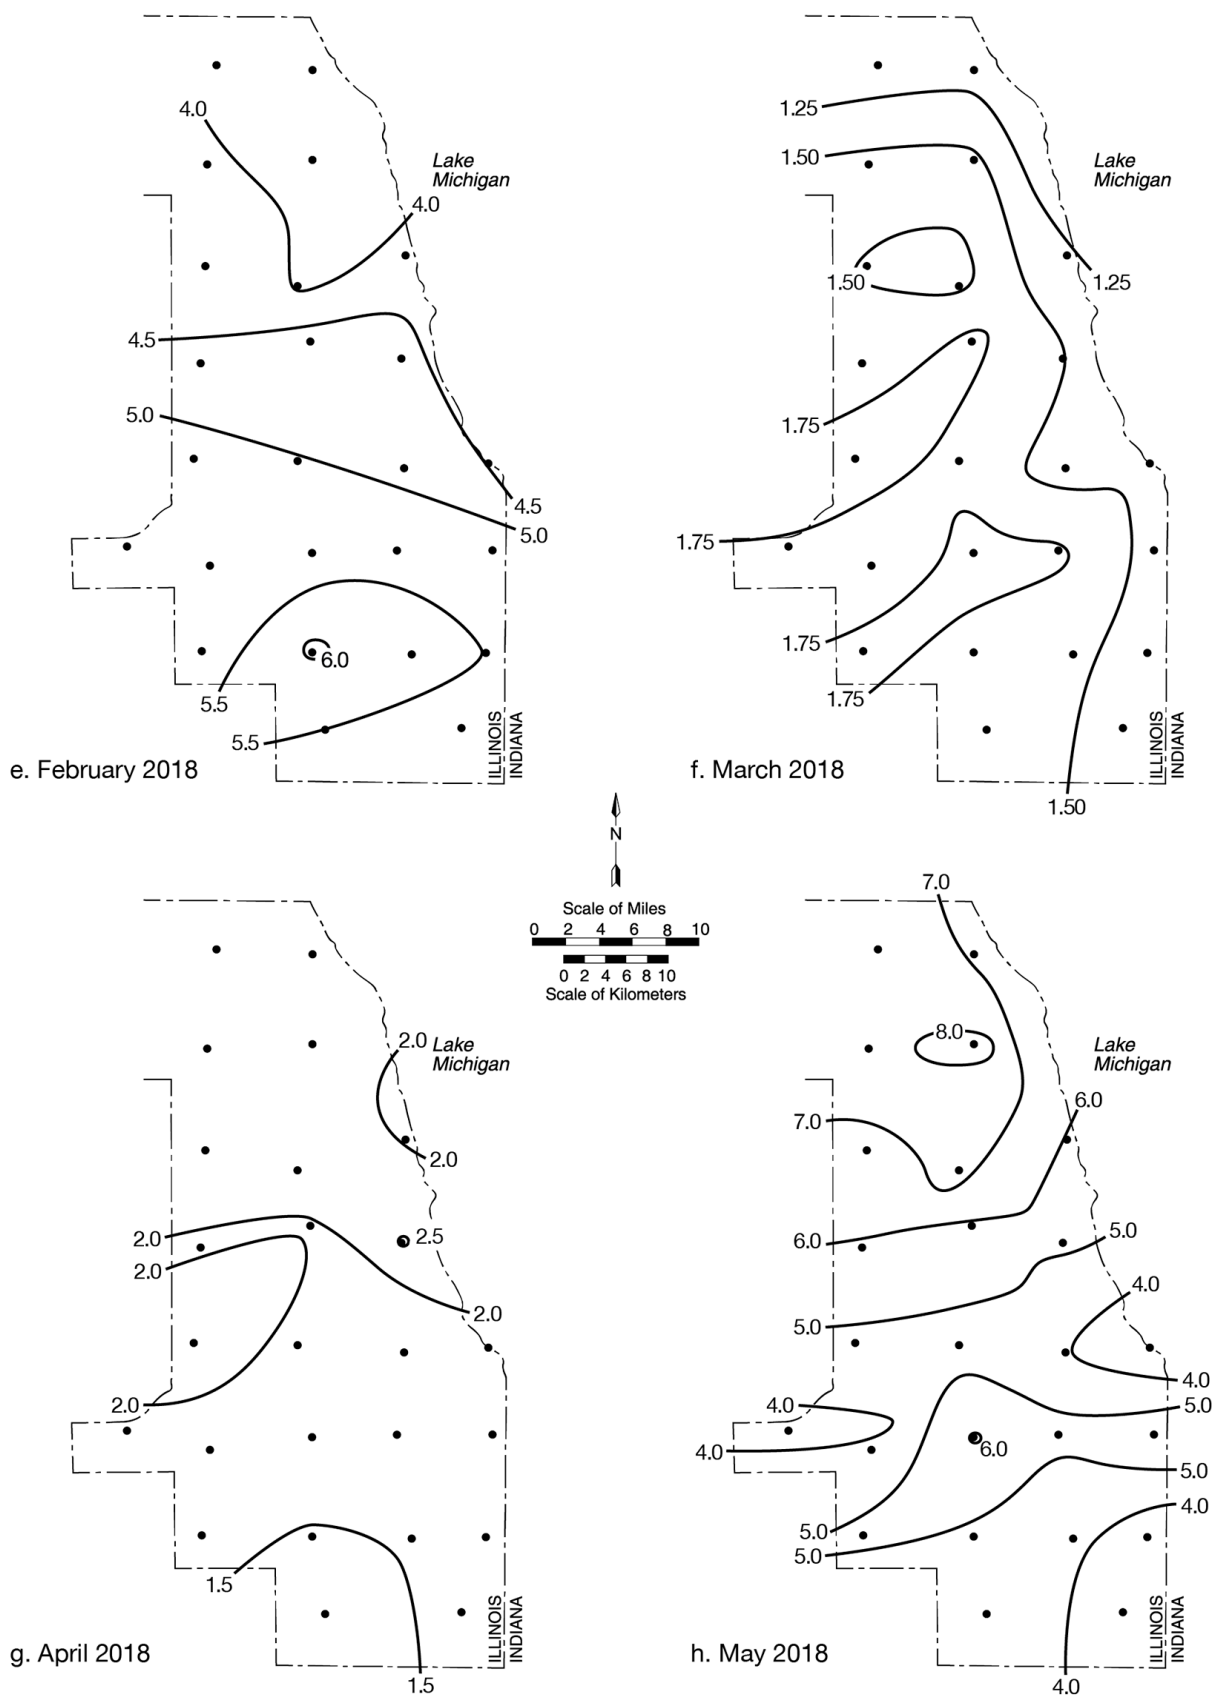 4.0
Lake
Michigan
4.0
4.5
5.0
4.5
5.0
6.0
5.5
5.5
ILLINOIS
INDIANA
e. February 2018
1.25
1.50
Lake
Michigan
1.50
1.25
1.75
1.75
1.75
1.75
ILLINOIS
INDIANA
f. March 2018
1.50
N
Scale of Miles
0 2 4 6 8 10
0 2 4 6 8 10
Scale of Kilometers
2.0
Lake
Michigan
2.0
2.5
2.0
2.0
2.0
2.0
1.5
ILLINOIS
INDIANA
g. April 2018
1.5
7.0
8.0
Lake
Michigan
6.0
7.0
6.0
5.0
4.0
5.0
4.0
4.0
5.0
4.0
6.0
5.0
4.0
5.0
5.0
ILLINOIS
INDIANA
h. May 2018
4.0